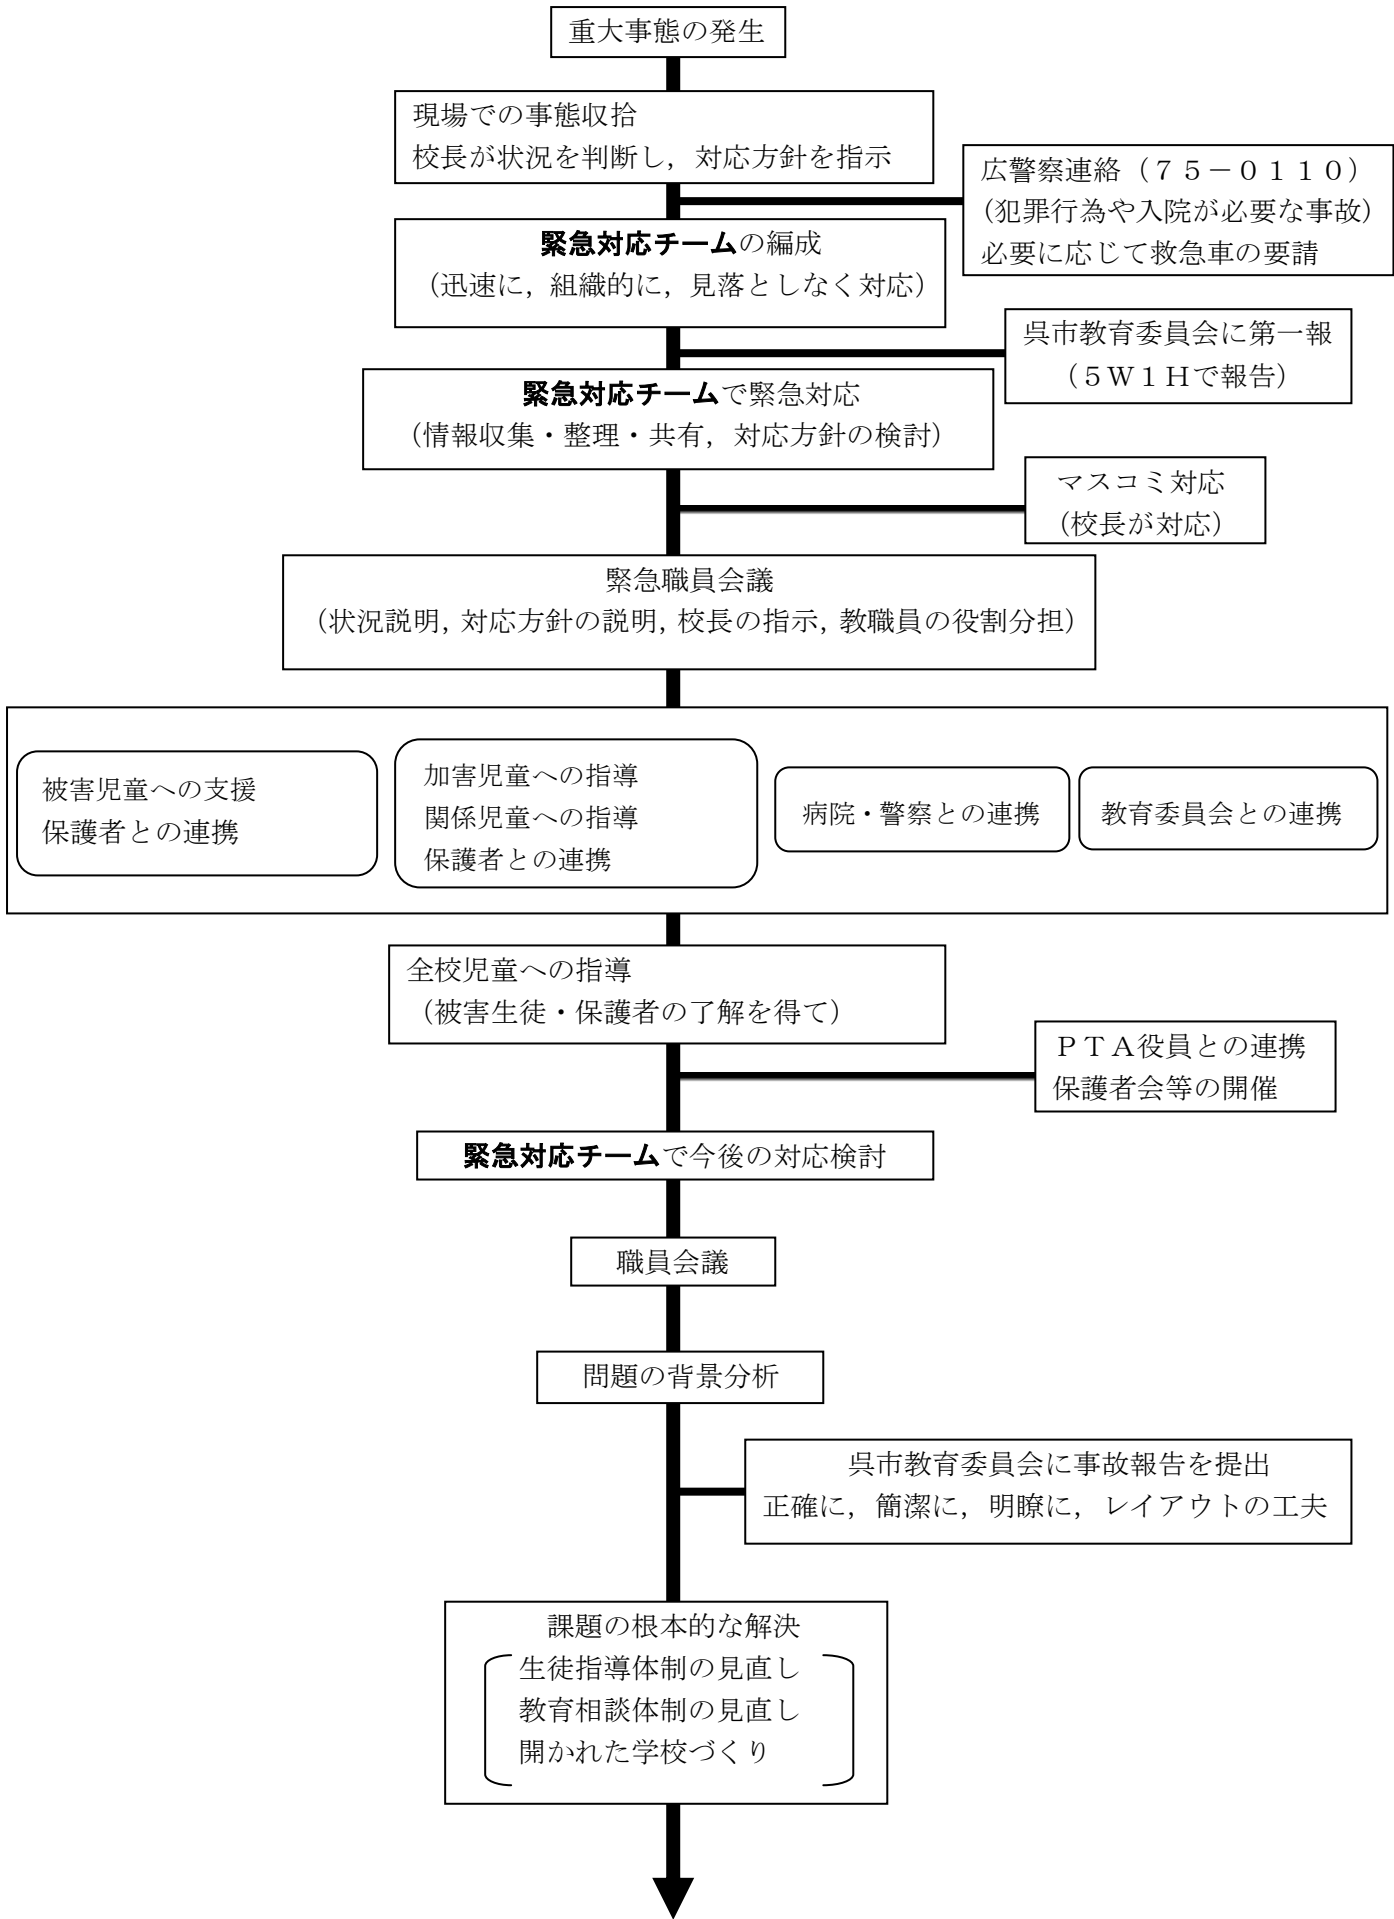 重大事態の発生
現場での事態収拾
校長が状況を判断し，対応方針を指示
広警察連絡（７５－０１１０）
（犯罪行為や入院が必要な事故）
必要に応じて救急車の要請
緊急対応チームの編成
（迅速に，組織的に，見落としなく対応）
呉市教育委員会に第一報
（５Ｗ１Ｈで報告）
緊急対応チームで緊急対応
（情報収集・整理・共有，対応方針の検討）
マスコミ対応
（校長が対応）
緊急職員会議
（状況説明，対応方針の説明，校長の指示，教職員の役割分担）
被害児童への支援
保護者との連携
加害児童への指導
関係児童への指導
保護者との連携
病院・警察との連携
教育委員会との連携
全校児童への指導
（被害生徒・保護者の了解を得て）
ＰＴＡ役員との連携
保護者会等の開催
緊急対応チームで今後の対応検討
職員会議
問題の背景分析
呉市教育委員会に事故報告を提出
正確に，簡潔に，明瞭に，レイアウトの工夫
課題の根本的な解決
生徒指導体制の見直し
教育相談体制の見直し
開かれた学校づくり